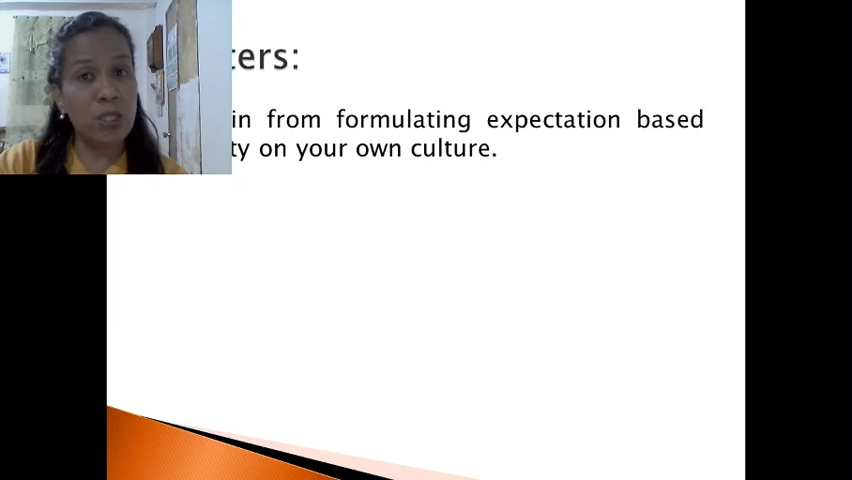 ters:
in from formulating expectation based
ty on your own culture.